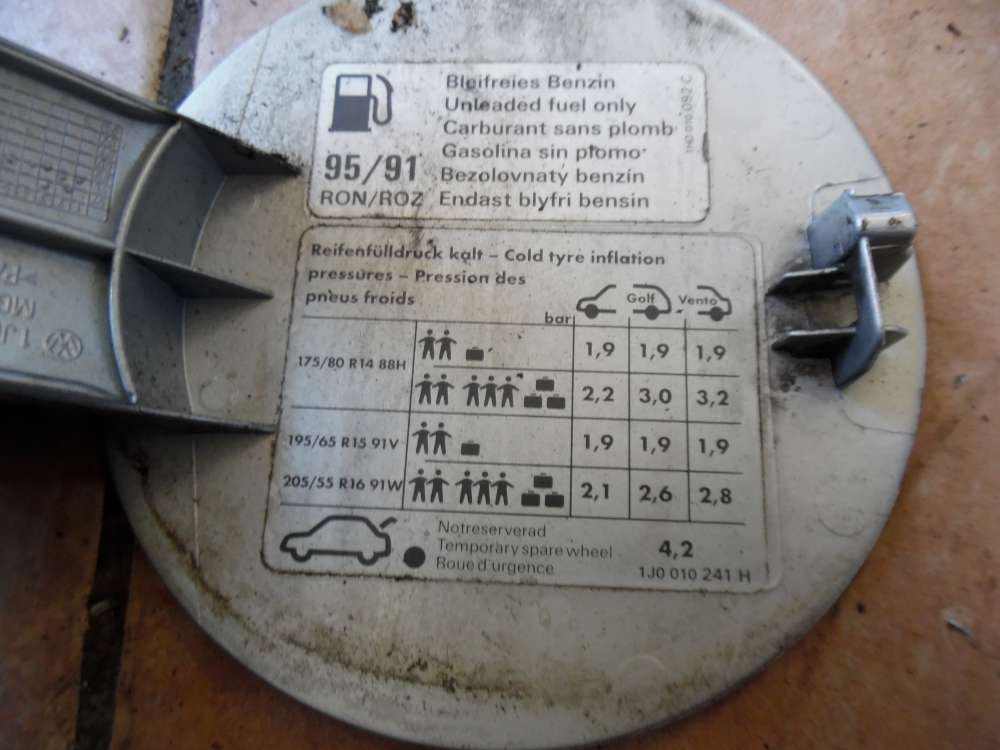 Bleifreies Benzin
Unleaded fuel only
Carburant sans plomb
Gasolina sin plomo
95/91
Bezolovnatý benzín
RON/ROZ
Endast blyfri bensin
Reifenfülldruck kalt – Cold tyre inflation
pressures – Pression des
pneus froids
Golf
Vento
bar
175/80 R14 88H
1,9 1,9 1,9
2,2 3,0 3,2
195/65 R15 91V
1,9 1,9 1,9
205/55 R16 91W
2,1 2,6 2,8
Notreserverad
Temporary spare wheel
Roue d'urgence
4,2
1J0 010 241 H